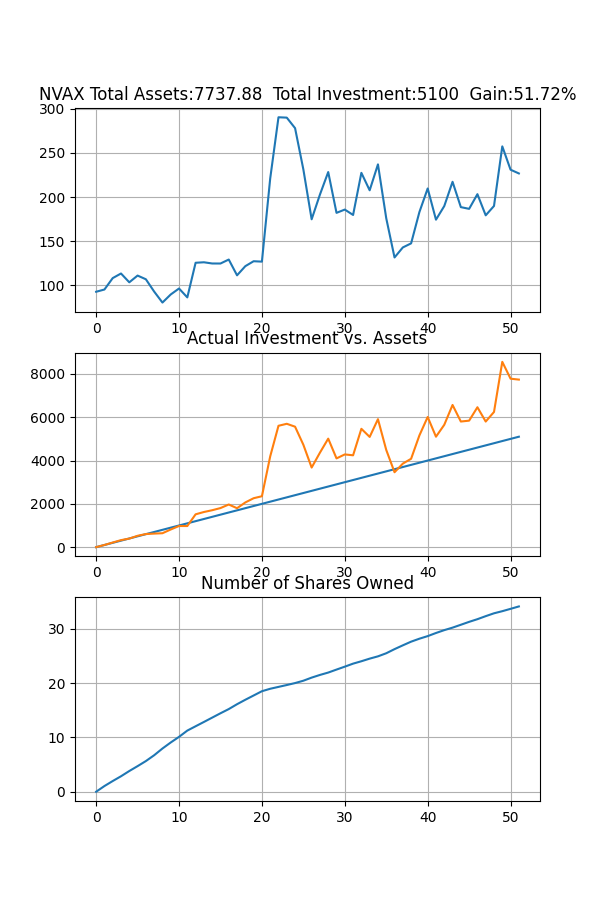 NVAX Total Assets:7737.88  Total Investment:5100  Gain:51.72%
300
250
200
150
100
0 10 20 30 40 50
Actual Investment vs. Assets
8000
6000
4000
2000
0
0 10 20 30 40 50
Number of Shares Owned
30
20
10
0
0 10 20 30 40 50